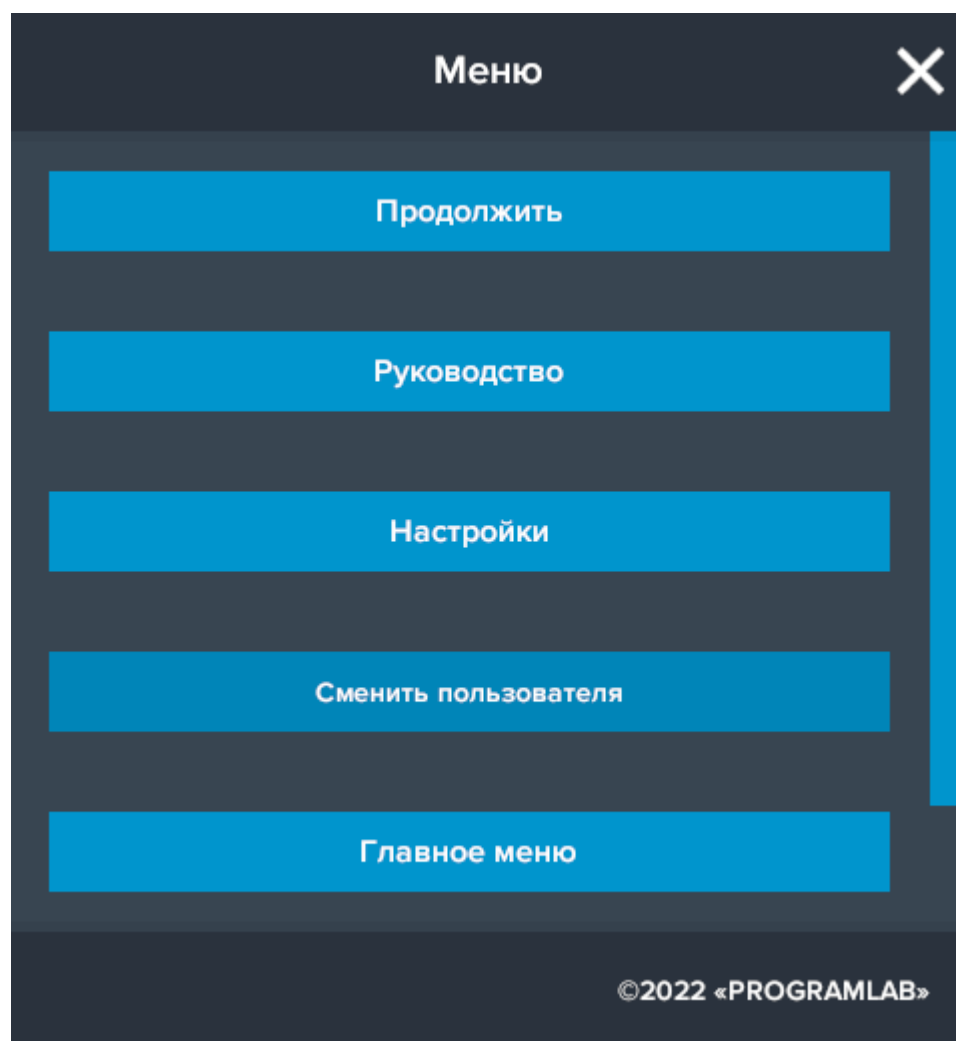 Меню
Продолжить
Руководство
Настройки
Сменить пользователя
Главное меню
©2022 «PROGRAMLAB»